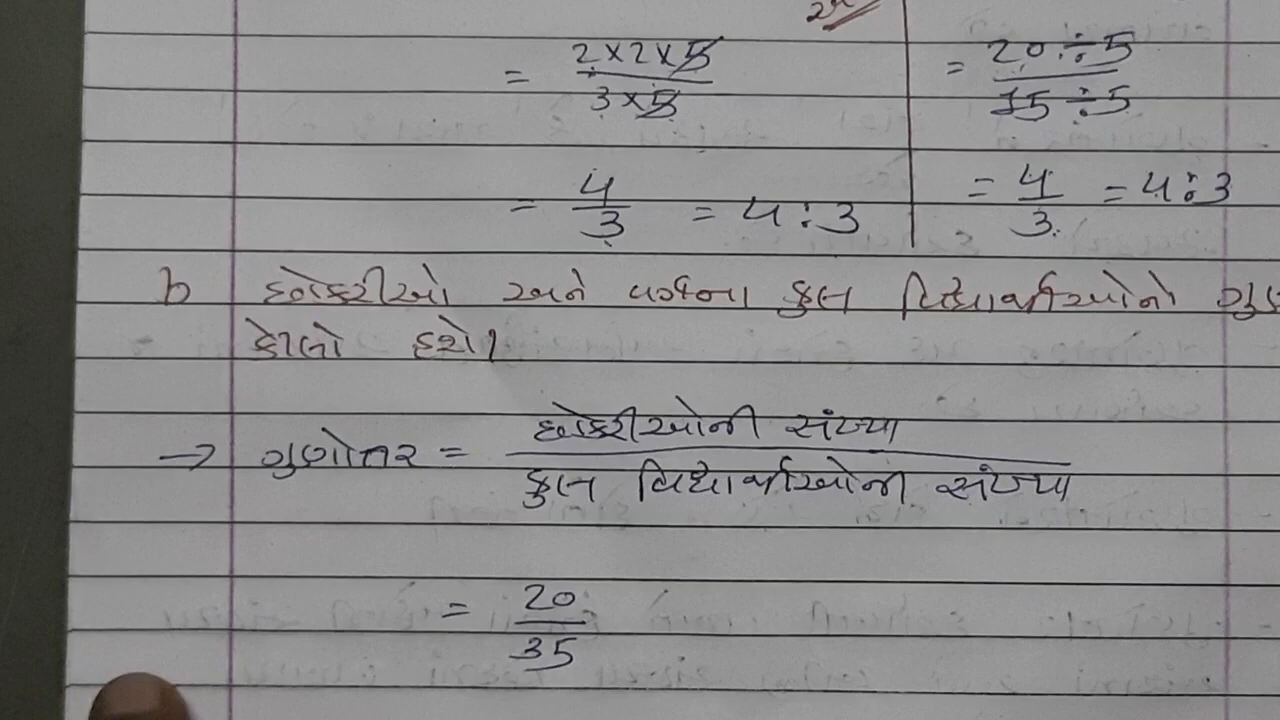 = 2×2×5 / 3×5
= 4/3 = 4:3
= 20÷5 / 15÷5
= 4/3 = 4:3
b છોકરીઓ અને વર્ગના કુલ વિદ્યાર્થીઓનો
કેટલો હશે?
→ ગુણોત્તર = છોકરીઓની સંખ્યા / કુલ વિદ્યાર્થીઓની સંખ્યા
= 20/35